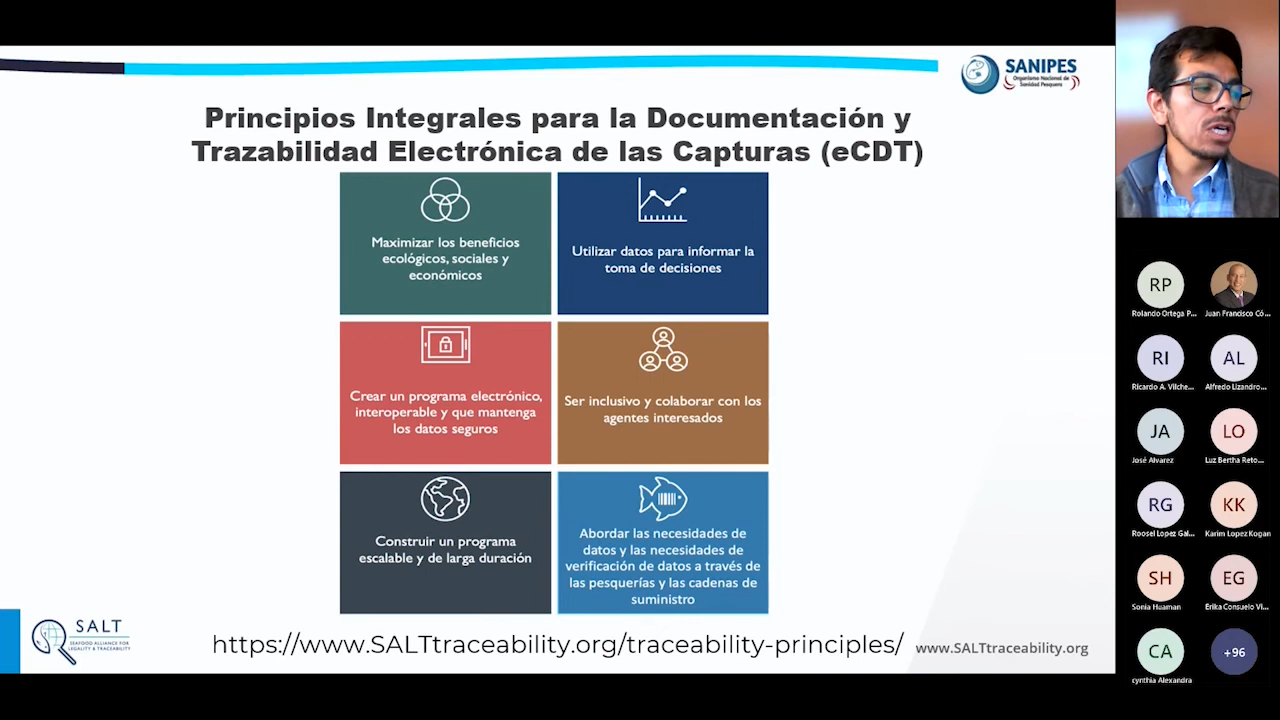 SANIPES
Organismo Nacional de
Sanidad Pesquera
Principios Integrales para la Documentación y
Trazabilidad Electrónica de las Capturas (eCDT)
Maximizar los beneficios
ecológicos, sociales y
económicos
Utilizar datos para informar la
toma de decisiones
Crear un programa electrónico,
interoperable y que mantenga
los datos seguros
Ser inclusivo y colaborar con los
agentes interesados
Construir un programa
escalable y de larga duración
Abordar las necesidades de
datos y las necesidades de
verificación de datos a través de
las pesquerías y las cadenas de
suministro
SALT
SEAFOOD ALLIANCE FOR
LEGALITY & TRACEABILITY
https://www.SALTtraceability.org/traceability-principles/
www.SALTtraceability.org
RP
Rolando Ortega P...
Juan Francisco Có...
RI
Ricardo A. Vilche...
AL
Alfredo Lizandro...
JA
José Alvarez
LO
Luz Bertha Reto...
RG
Roosel Lopez Gal...
KK
Karim Lopez Kogan
SH
Sonia Huaman
EG
Erika Consuelo Vi...
CA
cynthia Alexandra
+96